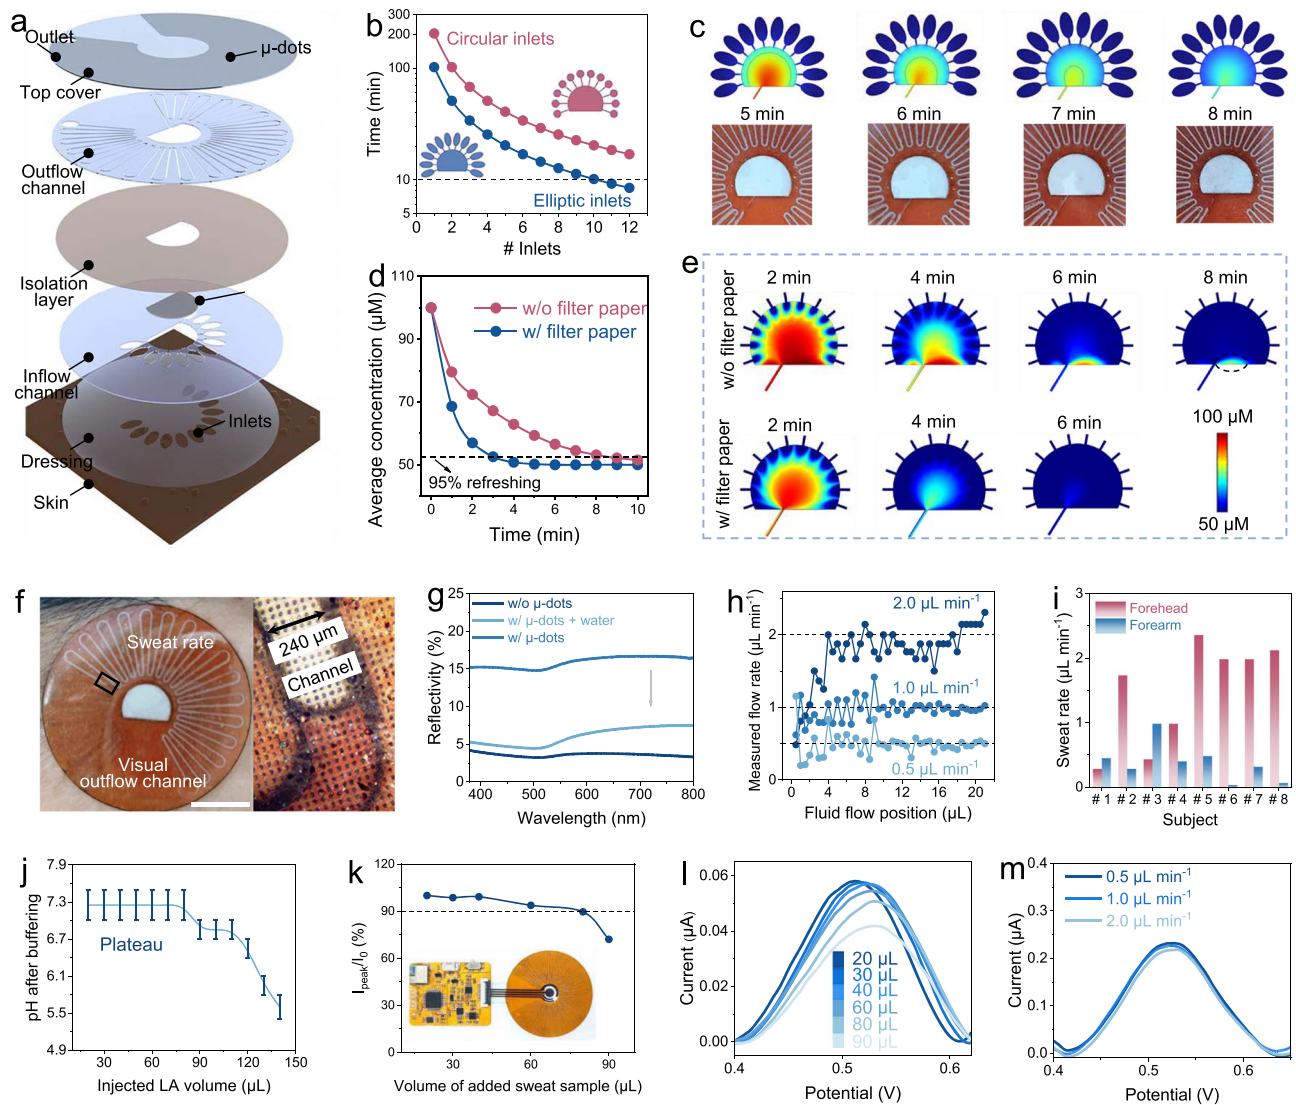 a
Outlet
μ-dots
Top cover
Outflow
channel
Isolation
layer
Inflow
channel
Inlets
Dressing
Skin
b
Time (min)
300
200
100
10
5
Circular inlets
Elliptic inlets
0 2 4 6 8 10 12
# Inlets
c
5 min 6 min 7 min 8 min
d
Average concentration (μM)
110
90
70
50
w/o filter paper
w/ filter paper
95% refreshing
0 2 4 6 8 10
Time (min)
e
w/o filter paper
2 min 4 min 6 min 8 min
w/ filter paper
2 min 4 min 6 min
100 μM
50 μM
f
Sweat rate
Visual
outflow channel
240 μm
Channel
g
Reflectivity (%)
25
20
15
10
5
0
w/o μ-dots
w/ μ-dots + water
w/ μ-dots
400 500 600 700 800
Wavelength (nm)
h
Measured flow rate (μL min⁻¹)
2
1
0
2.0 μL min⁻¹
1.0 μL min⁻¹
0.5 μL min⁻¹
0 4 8 12 16 20
Fluid flow position (μL)
i
Sweat rate (μL min⁻¹)
3
2
1
0
Forehead
Forearm
# 1 # 2 # 3 # 4 # 5 # 6 # 7 # 8
Subject
j
pH after buffering
7.9
7.3
6.7
6.1
5.5
4.9
Plateau
30 60 90 120 150
Injected LA volume (μL)
k
Ipeak/I0 (%)
120
90
60
30
0
30 60 90
Volume of added sweat sample (μL)
l
Current (μA)
0.06
0.04
0.02
0.00
20 μL
30 μL
40 μL
60 μL
80 μL
90 μL
0.4 0.5 0.6
Potential (V)
m
Current (μA)
0.4
0.3
0.2
0.1
0.0
0.5 μL min⁻¹
1.0 μL min⁻¹
2.0 μL min⁻¹
0.4 0.5 0.6
Potential (V)